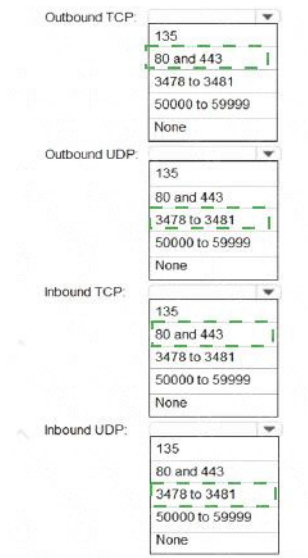 Outbound TCP:
135
80 and 443
3478 to 3481
50000 to 59999
None
Outbound UDP:
135
80 and 443
3478 to 3481
50000 to 59999
None
Inbound TCP:
135
80 and 443
3478 to 3481
50000 to 59999
None
Inbound UDP:
135
80 and 443
3478 to 3481
50000 to 59999
None